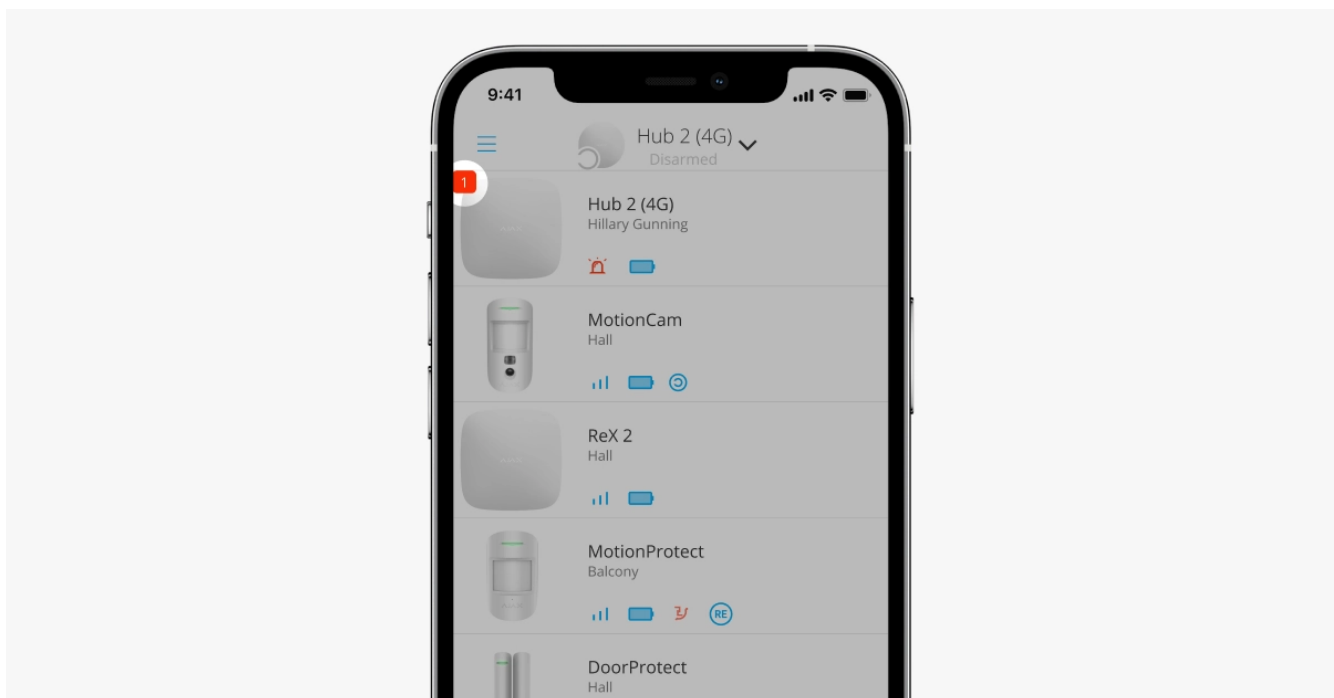 9:41
Hub 2 (4G)
Disarmed
1
Hub 2 (4G)
Hillary Gunning
MotionCam
Hall
ReX 2
Hall
MotionProtect
Balcony
RE
DoorProtect
Hall